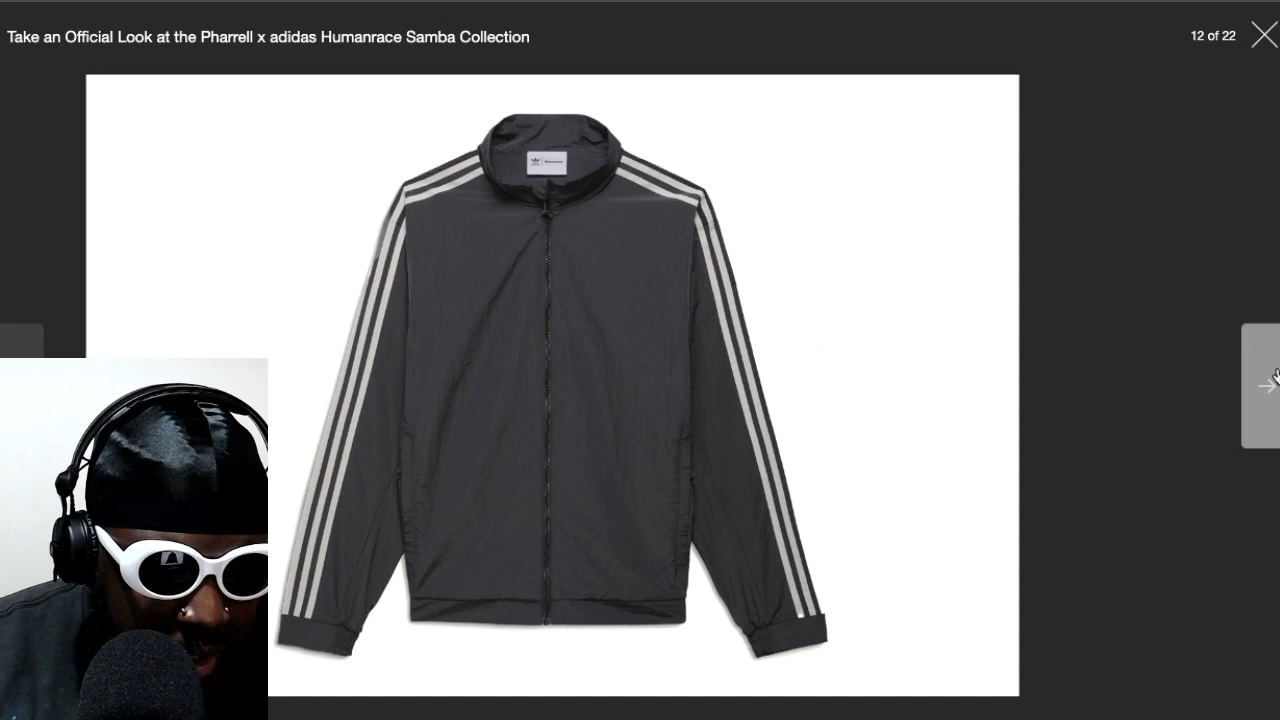 Take an Official Look at the Pharrell x adidas Humanrace Samba Collection
12 of 22